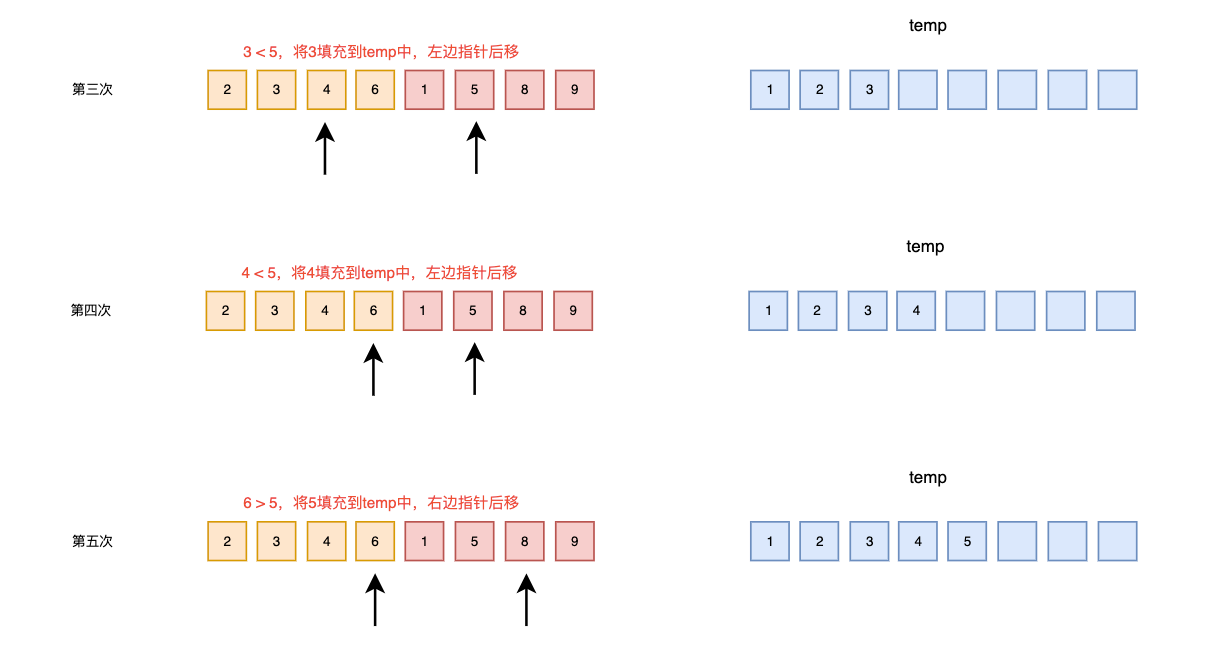 temp
3 < 5，将3填充到temp中，左边指针后移
第三次 2 3 4 6 1 5 8 9 1 2 3
temp
4 < 5，将4填充到temp中，左边指针后移
第四次 2 3 4 6 1 5 8 9 1 2 3 4
temp
6 > 5，将5填充到temp中，右边指针后移
第五次 2 3 4 6 1 5 8 9 1 2 3 4 5